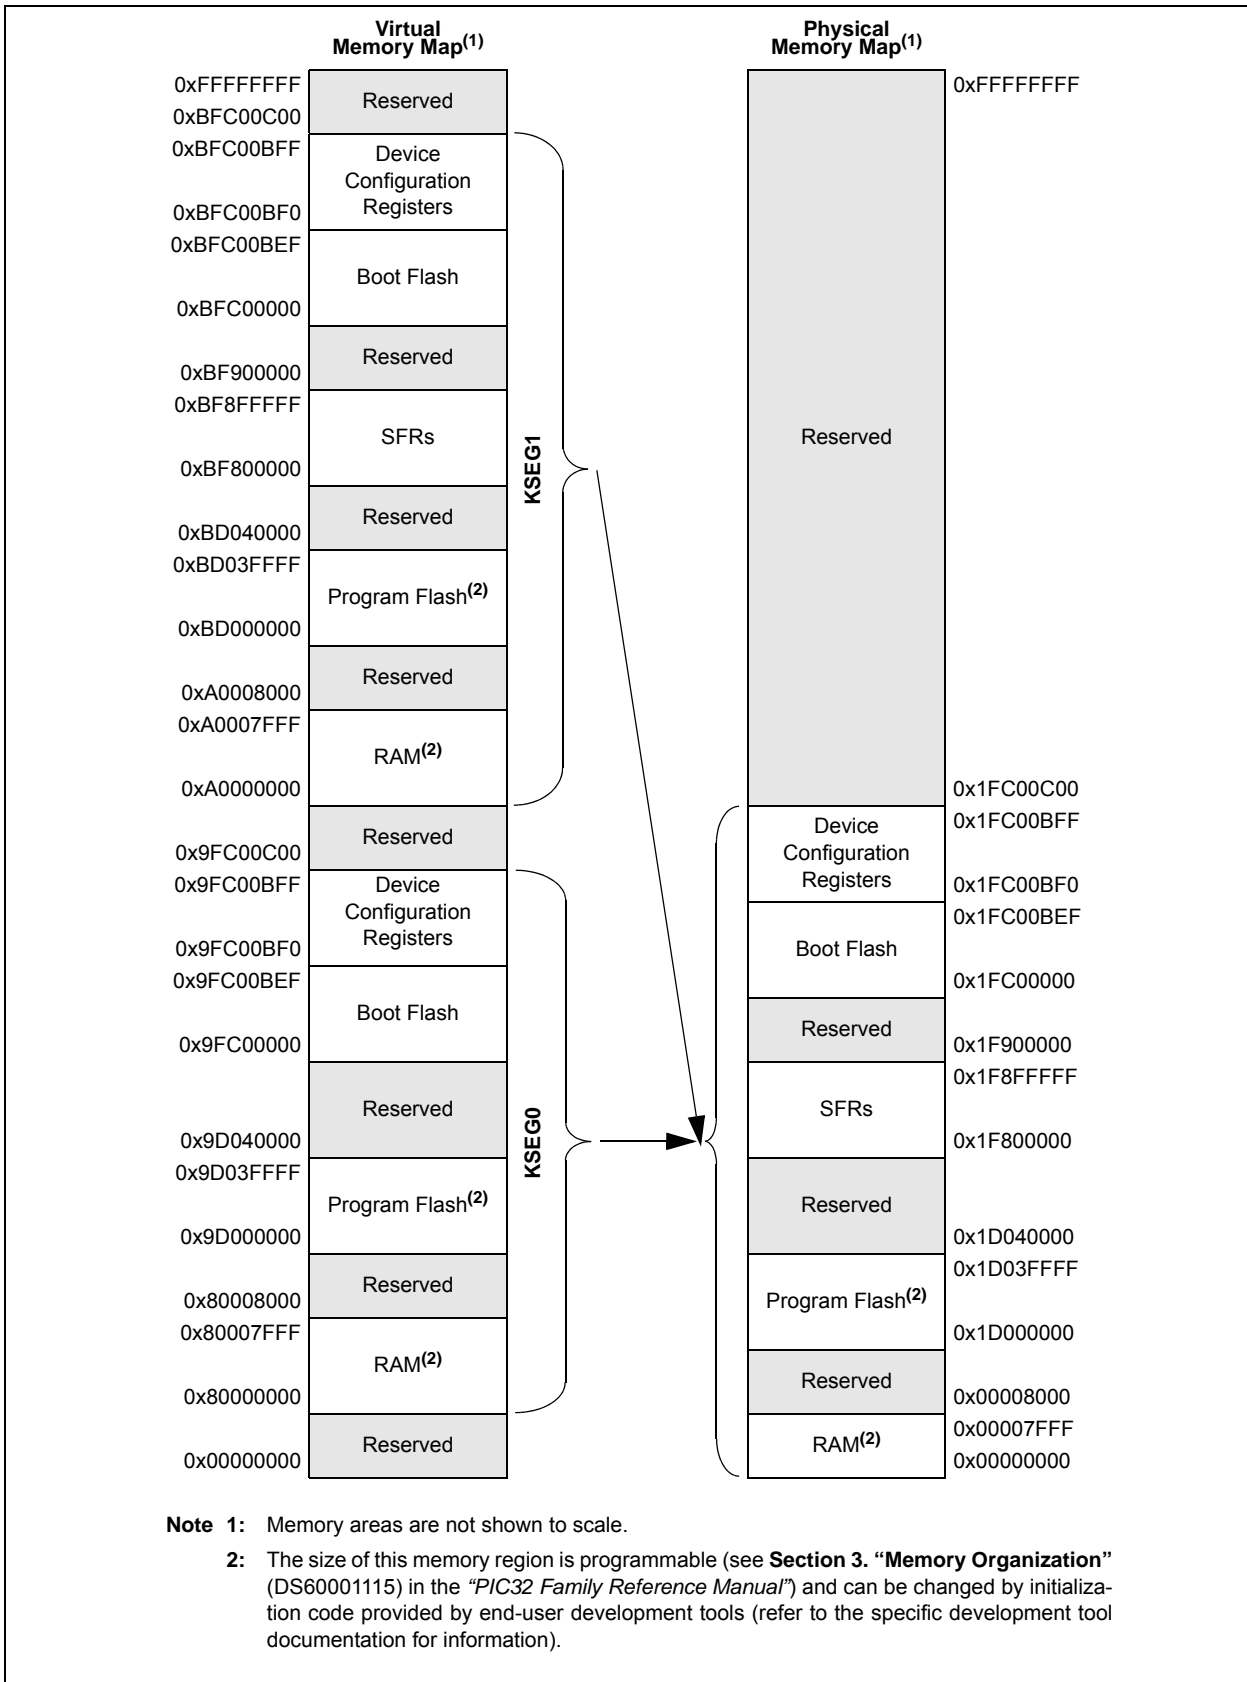 Virtual
Memory Map(1)
0xFFFFFFFF
Reserved
0xBFC00C00
0xBFC00BFF
Device
Configuration
Registers
0xBFC00BF0
0xBFC00BEF
Boot Flash
0xBFC00000
Reserved
0xBF900000
0xBF8FFFFF
SFRs
0xBF800000
Reserved
0xBD040000
0xBD03FFFF
Program Flash(2)
0xBD000000
Reserved
0xA0008000
0xA0007FFF
RAM(2)
0xA0000000
KSEG1
Reserved
0x9FC00C00
0x9FC00BFF
Device
Configuration
Registers
0x9FC00BF0
0x9FC00BEF
Boot Flash
0x9FC00000
Reserved
0x9D040000
0x9D03FFFF
Program Flash(2)
0x9D000000
Reserved
0x80008000
0x80007FFF
RAM(2)
0x80000000
KSEG0
Reserved
0x00000000
Physical
Memory Map(1)
0xFFFFFFFF
Reserved
0x1FC00C00
0x1FC00BFF
Device
Configuration
Registers
0x1FC00BF0
0x1FC00BEF
Boot Flash
0x1FC00000
Reserved
0x1F900000
0x1F8FFFFF
SFRs
0x1F800000
Reserved
0x1D040000
0x1D03FFFF
Program Flash(2)
0x1D000000
Reserved
0x00008000
0x00007FFF
RAM(2)
0x00000000
Note 1: Memory areas are not shown to scale.
2: The size of this memory region is programmable (see Section 3. “Memory Organization”
(DS60001115) in the “PIC32 Family Reference Manual”) and can be changed by initializa-
tion code provided by end-user development tools (refer to the specific development tool
documentation for information).